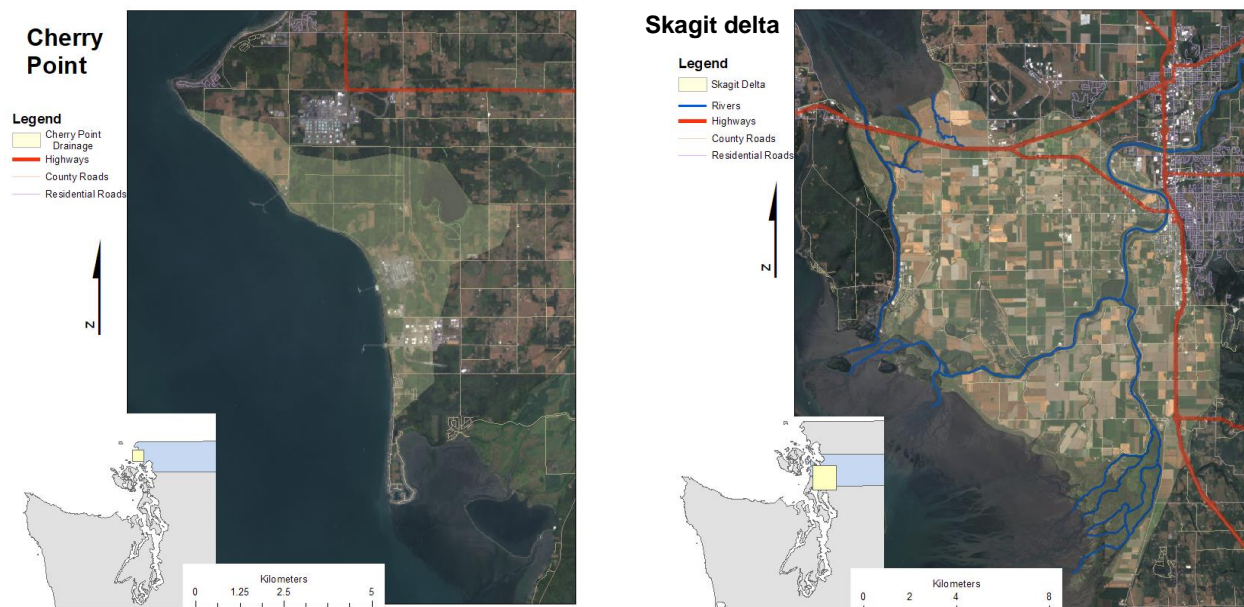 Cherry
Point
Legend
Cherry Point
Drainage
Highways
County Roads
Residential Roads
N
Kilometers
0 1.25 2.5 5
Skagit delta
Legend
Skagit Delta
Rivers
Highways
County Roads
Residential Roads
N
Kilometers
0 2 4 8